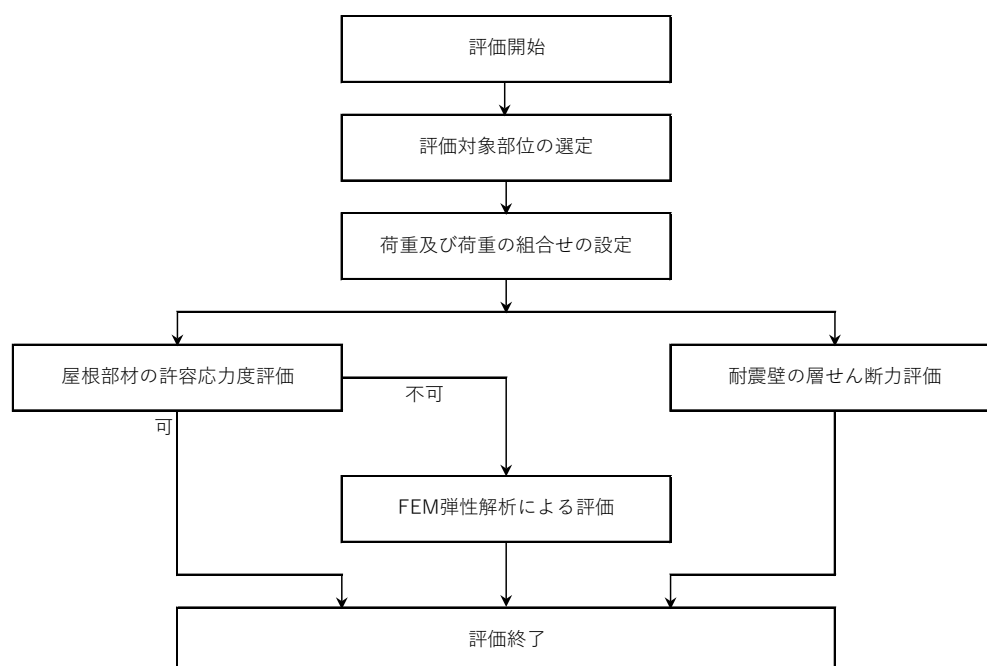 評価開始
評価対象部位の選定
荷重及び荷重の組合せの設定
屋根部材の許容応力度評価
不可
可
耐震壁の層せん断力評価
FEM弾性解析による評価
評価終了